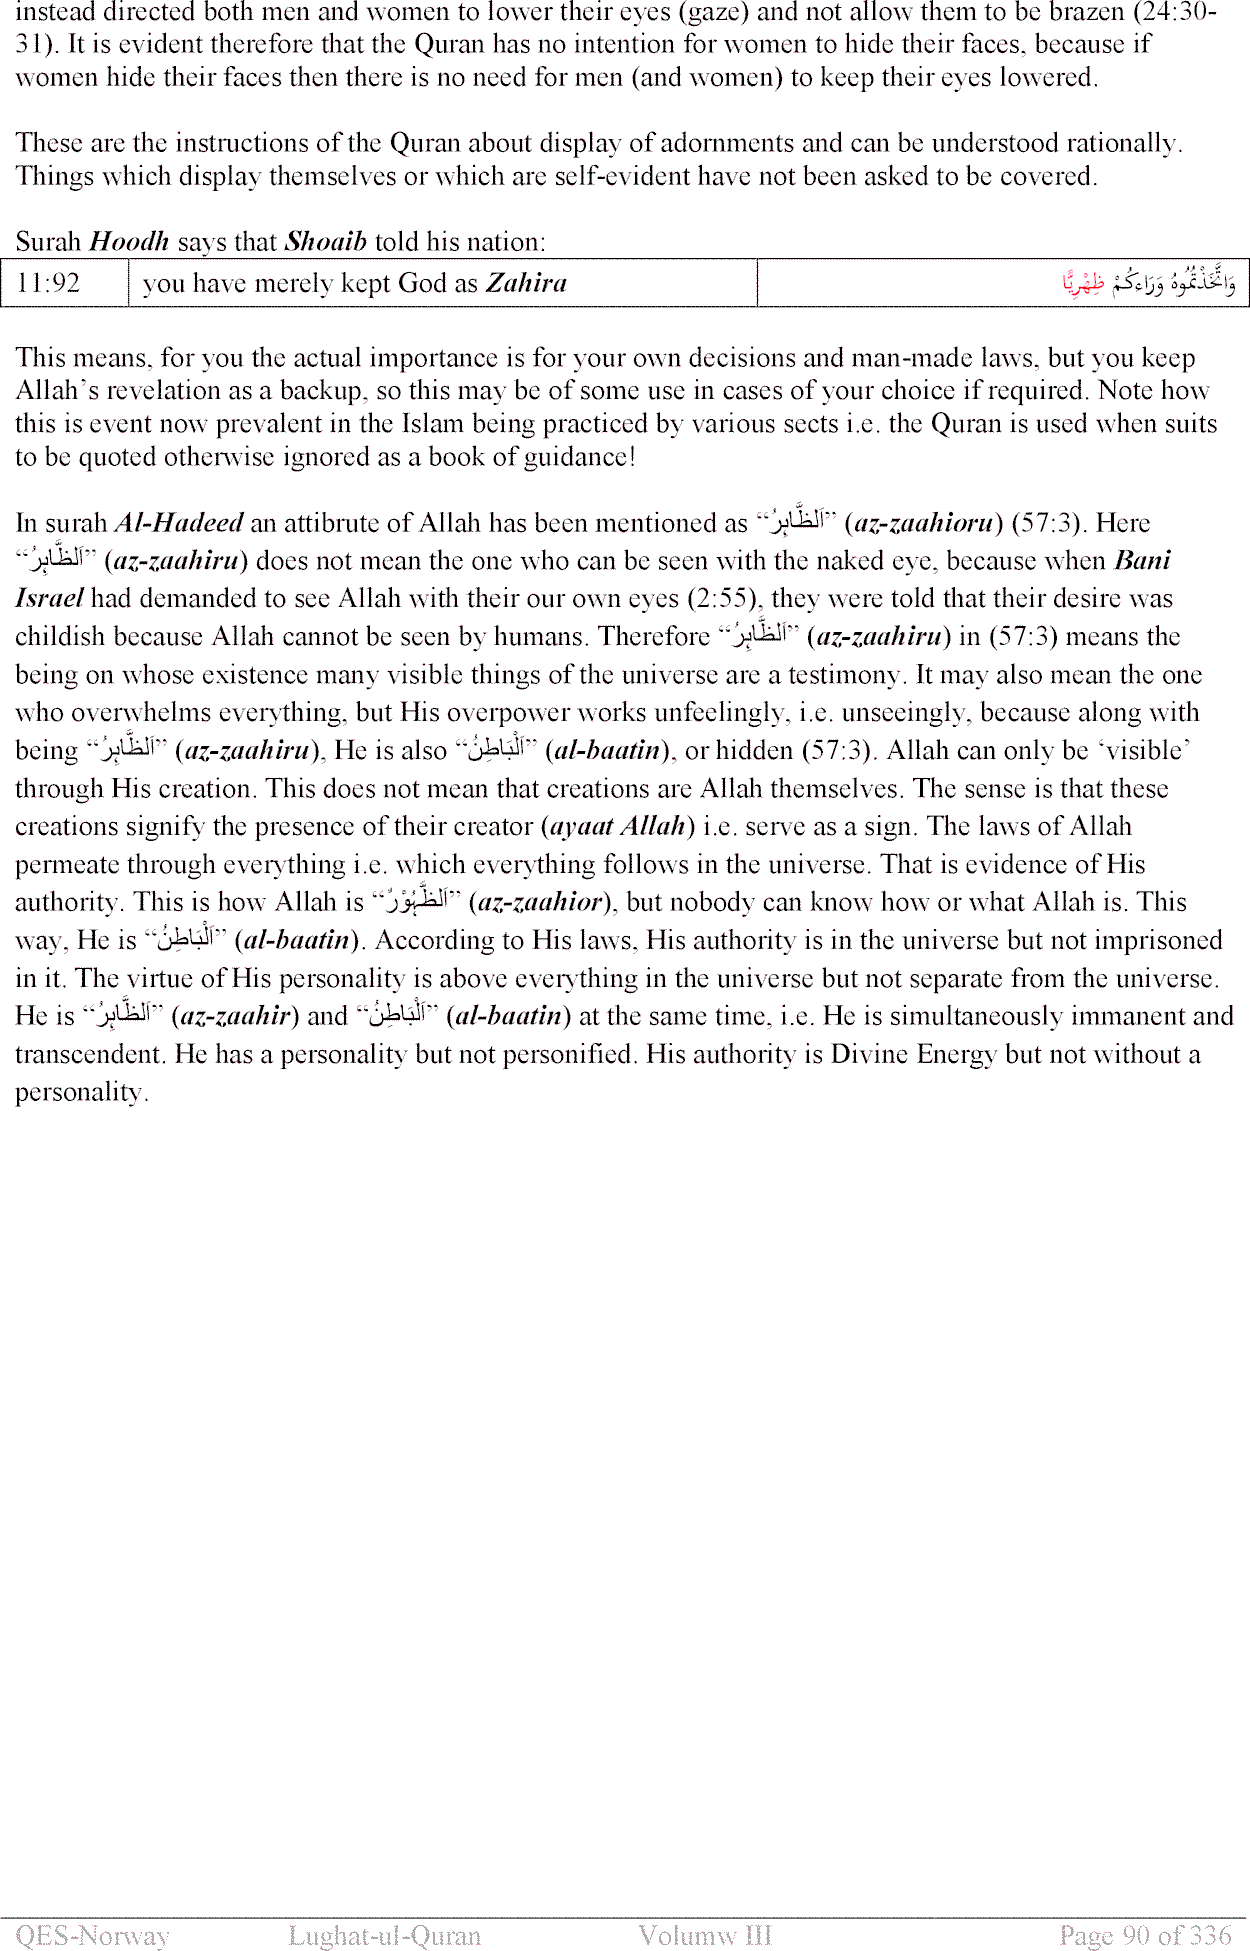 instead directed both men and women to lower their eyes (gaze) and not allow them to be brazen (24:30-
31). It is evident therefore that the Quran has no intention for women to hide their faces, because if
women hide their faces then there is no need for men (and women) to keep their eyes lowered.
These are the instructions of the Quran about display of adornments and can be understood rationally.
Things which display themselves or which are self-evident have not been asked to be covered.
Surah Hoodh says that Shoaib told his nation:
11:92 you have merely kept God as Zahira وَاتَّخَذْتُمُوهُ وَرَاءكُمْ ظِهْرِيًّا
This means, for you the actual importance is for your own decisions and man-made laws, but you keep
Allah’s revelation as a backup, so this may be of some use in cases of your choice if required. Note how
this is event now prevalent in the Islam being practiced by various sects i.e. the Quran is used when suits
to be quoted otherwise ignored as a book of guidance!
In surah Al-Hadeed an attibrute of Allah has been mentioned as “اَلظَّاہِرُ” (az-zaahioru) (57:3). Here
“اَلظَّاہِرُ” (az-zaahiru) does not mean the one who can be seen with the naked eye, because when Bani
Israel had demanded to see Allah with their our own eyes (2:55), they were told that their desire was
childish because Allah cannot be seen by humans. Therefore “اَلظَّاہِرُ” (az-zaahiru) in (57:3) means the
being on whose existence many visible things of the universe are a testimony. It may also mean the one
who overwhelms everything, but His overpower works unfeelingly, i.e. unseeingly, because along with
being “اَلظَّاہِرُ” (az-zaahiru), He is also “اَلْبَاطِنُ” (al-baatin), or hidden (57:3). Allah can only be ‘visible’
through His creation. This does not mean that creations are Allah themselves. The sense is that these
creations signify the presence of their creator (ayaat Allah) i.e. serve as a sign. The laws of Allah
permeate through everything i.e. which everything follows in the universe. That is evidence of His
authority. This is how Allah is “اَلظَّہُوْرُ” (az-zaahior), but nobody can know how or what Allah is. This
way, He is “اَلْبَاطِنُ” (al-baatin). According to His laws, His authority is in the universe but not imprisoned
in it. The virtue of His personality is above everything in the universe but not separate from the universe.
He is “اَلظَّاہِرُ” (az-zaahir) and “اَلْبَاطِنُ” (al-baatin) at the same time, i.e. He is simultaneously immanent and
transcendent. He has a personality but not personified. His authority is Divine Energy but not without a
personality.
QES-Norway Lughat-ul-Quran Volumw III Page 90 of 336